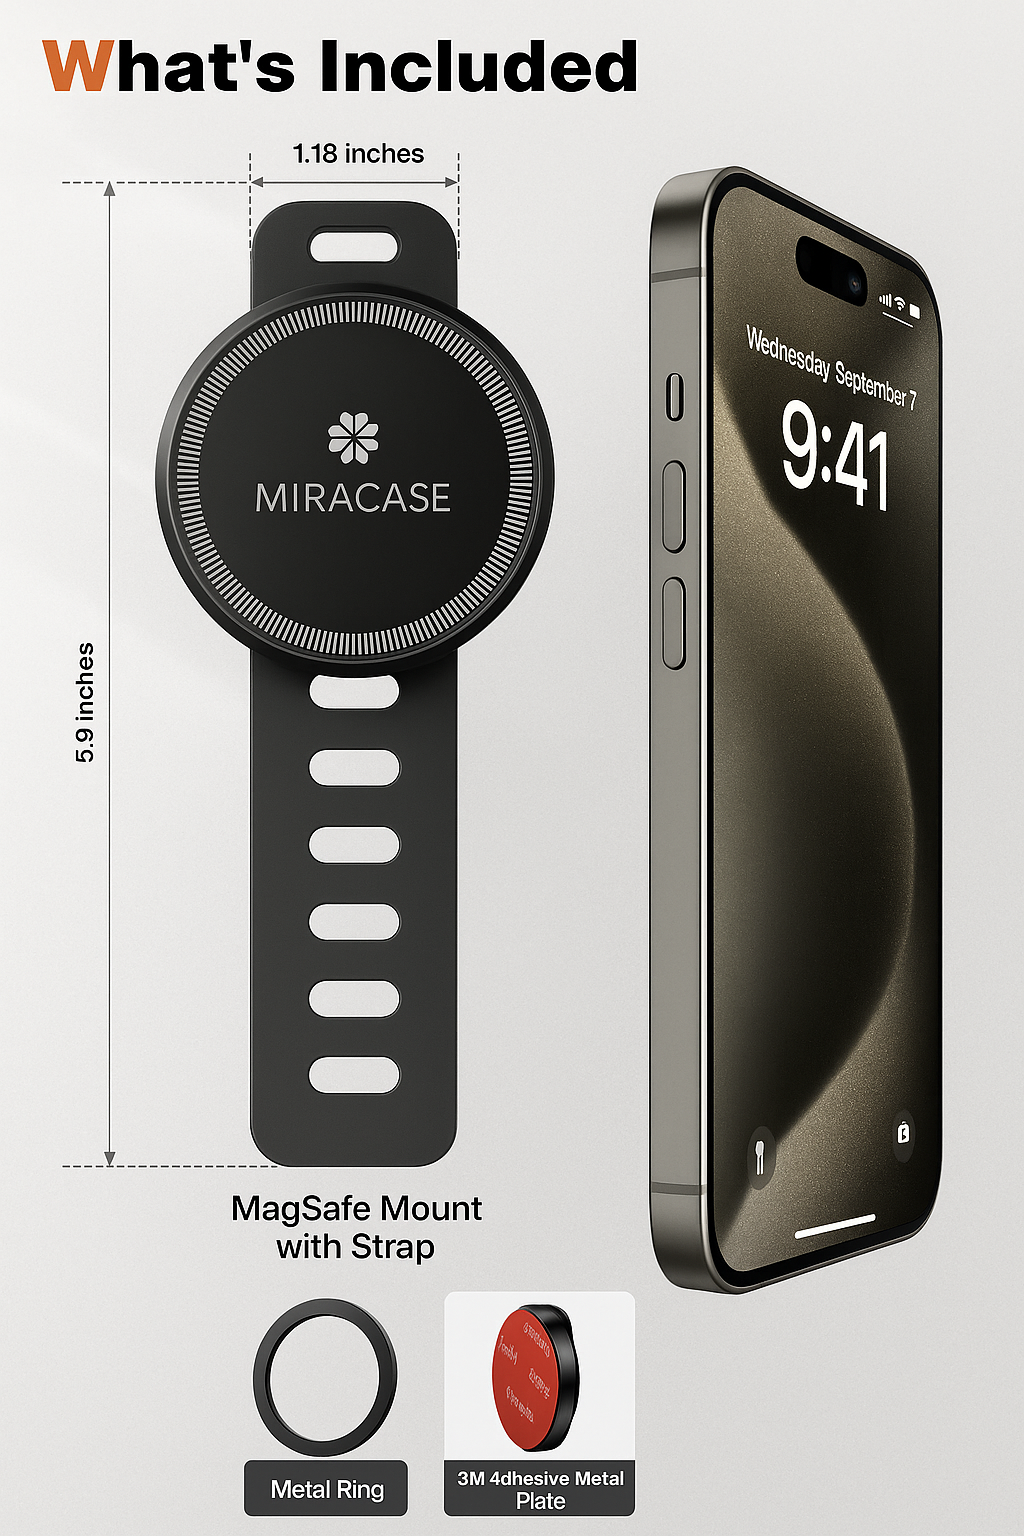 What's Included
1.18 inches
5.9 inches
MIRACASE
Wednesday September 7
9:41
MagSafe Mount
with Strap
Metal Ring
3M 4dhesive Metal
Plate